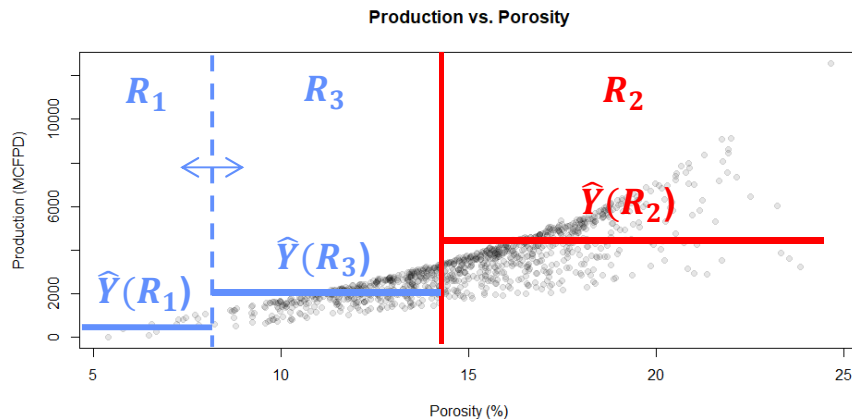 Production vs. Porosity
R₁
R₃
R₂
Ŷ(R₁)
Ŷ(R₃)
Ŷ(R₂)
Production (MCFPD)
0
2000
6000
10000
5
10
15
20
25
Porosity (%)